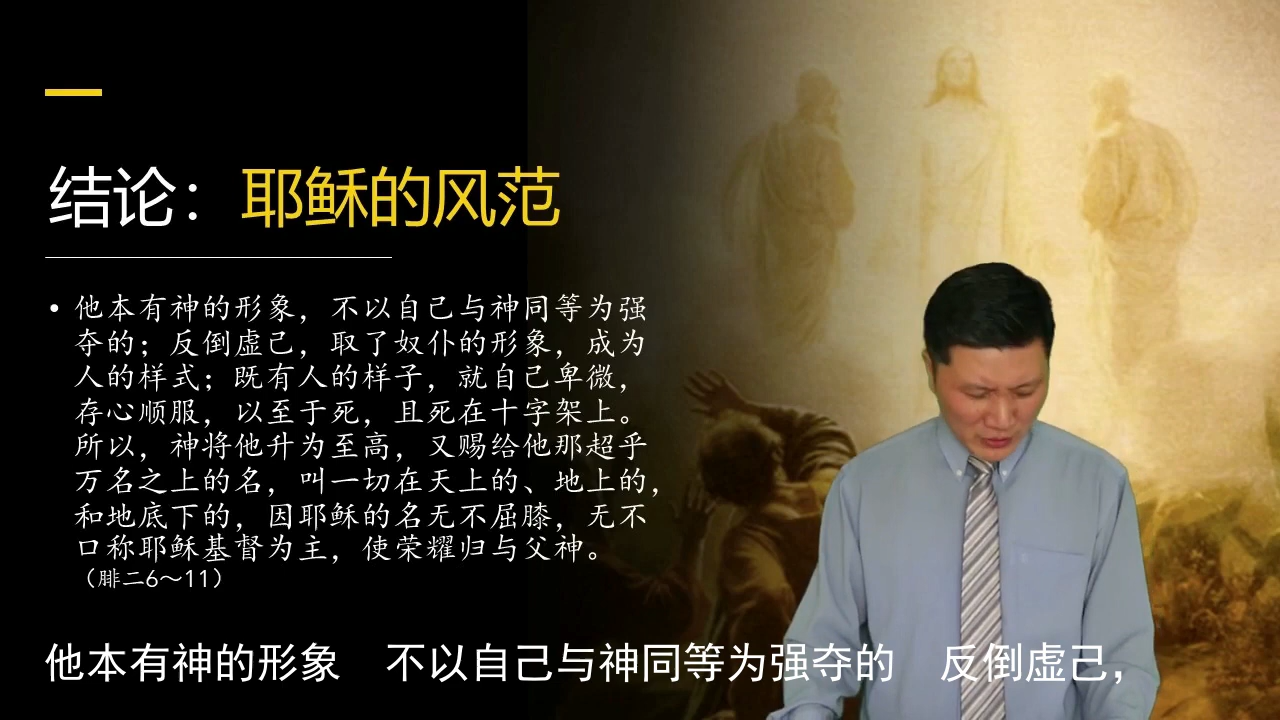 结论：耶稣的风范
• 他本有神的形象，不以自己与神同等为强
夺的；反倒虚己，取了奴仆的形象，成为
人的样式；既有人的样子，就自己卑微，
存心顺服，以至于死，且死在十字架上。
所以，神将他升为至高，又赐给他那超乎
万名之上的名，叫一切在天上的、地上的，
和地底下的，因耶稣的名无不屈膝，无不
口称耶稣基督为主，使荣耀归与父神。
（腓二6～11）
他本有神的形象　不以自己与神同等为强夺的　反倒虚己，